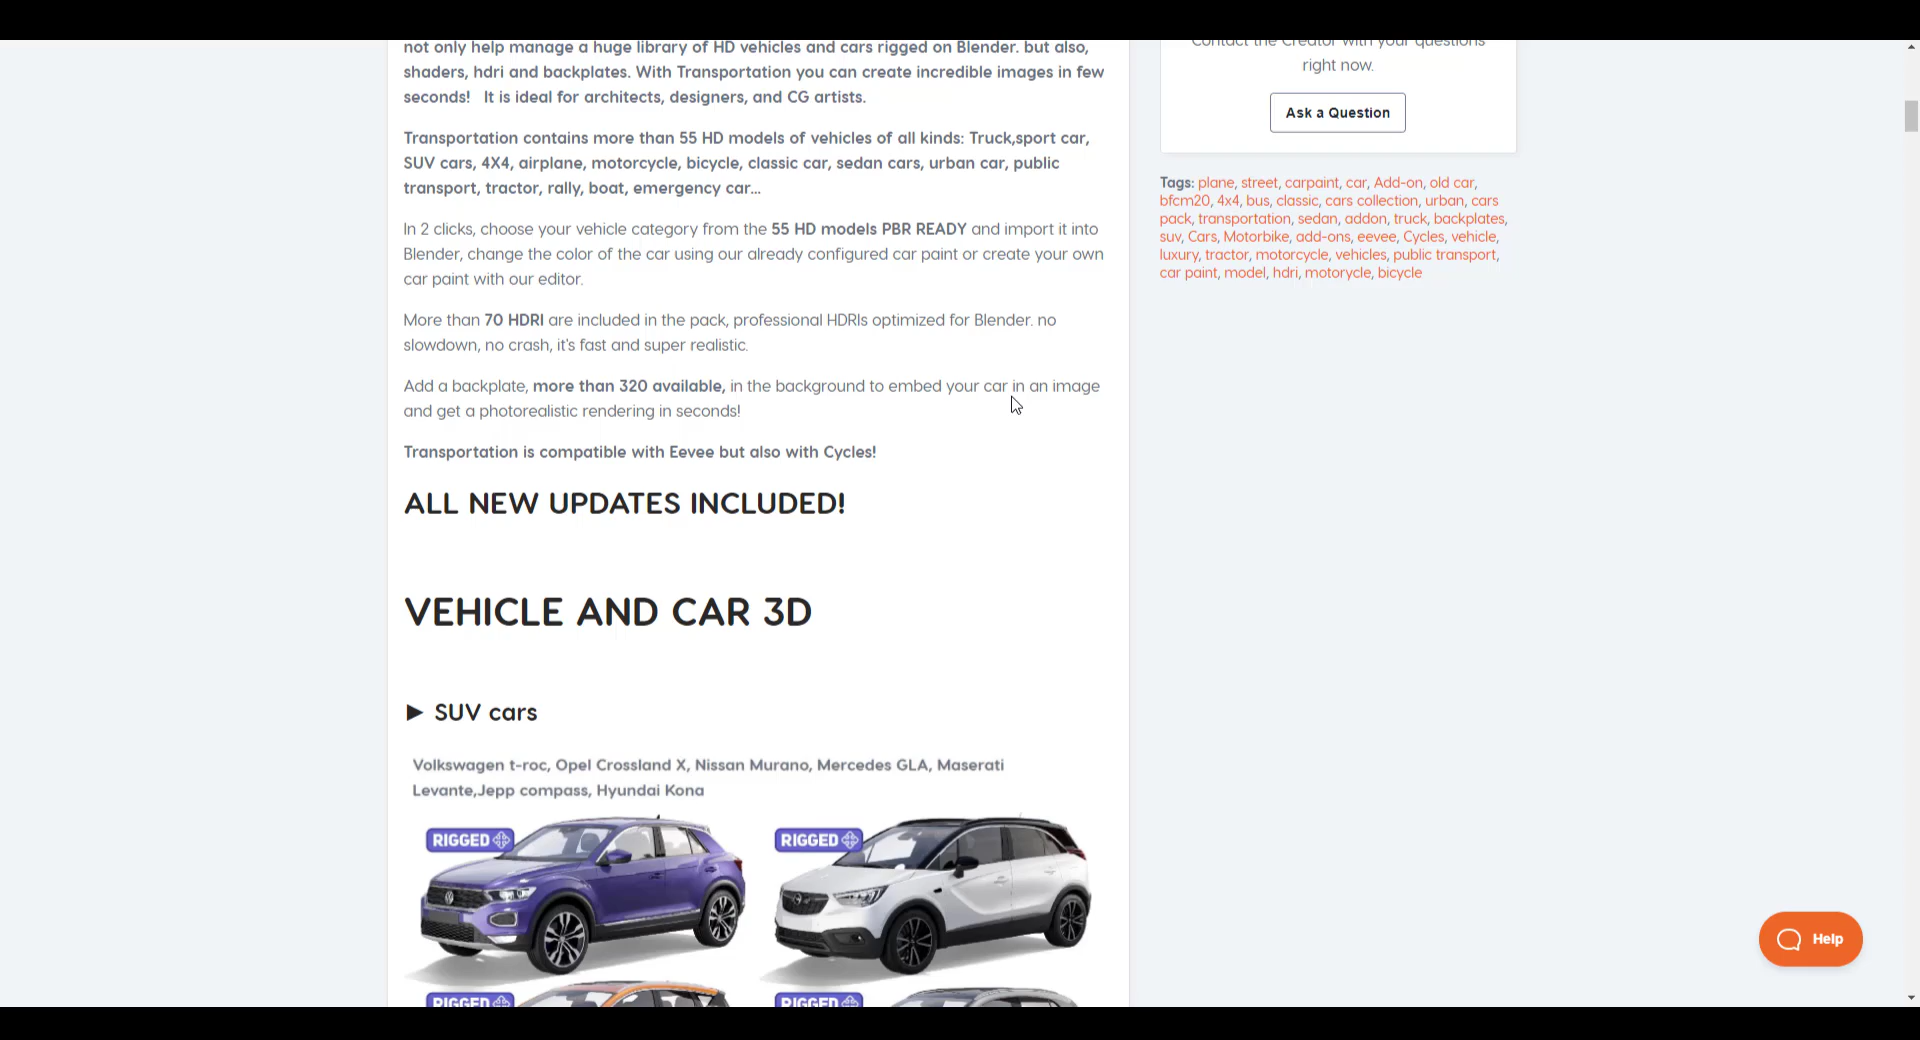 not only help manage a huge library of HD vehicles and cars rigged on Blender. but also,
shaders, hdri and backplates. With Transportation you can create incredible images in few
seconds!   It is ideal for architects, designers, and CG artists.
Transportation contains more than 55 HD models of vehicles of all kinds: Truck,sport car,
SUV cars, 4X4, airplane, motorcycle, bicycle, classic car, sedan cars, urban car, public
transport, tractor, rally, boat, emergency car...
In 2 clicks, choose your vehicle category from the 55 HD models PBR READY and import it into
Blender, change the color of the car using our already configured car paint or create your own
car paint with our editor.
More than 70 HDRI are included in the pack, professional HDRIs optimized for Blender. no
slowdown, no crash, it's fast and super realistic.
Add a backplate, more than 320 available, in the background to embed your car in an image
and get a photorealistic rendering in seconds!
Transportation is compatible with Eevee but also with Cycles!
ALL NEW UPDATES INCLUDED!
VEHICLE AND CAR 3D
► SUV cars
Volkswagen t-roc, Opel Crossland X, Nissan Murano, Mercedes GLA, Maserati
Levante,Jepp compass, Hyundai Kona
RIGGED
RIGGED
RIGGED
RIGGED
Contact the Creator with your questions
right now.
Ask a Question
Tags: plane, street, carpaint, car, Add-on, old car,
bfcm20, 4x4, bus, classic, cars collection, urban, cars
pack, transportation, sedan, addon, truck, backplates,
suv, Cars, Motorbike, add-ons, eevee, Cycles, vehicle,
luxury, tractor, motorcycle, vehicles, public transport,
car paint, model, hdri, motorycle, bicycle
Help